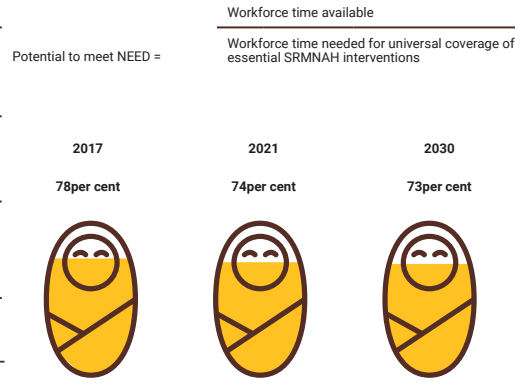 Workforce time available
Potential to meet NEED =
Workforce time needed for universal coverage of
essential SRMNAH interventions
2017
2021
2030
78per cent
74per cent
73per cent